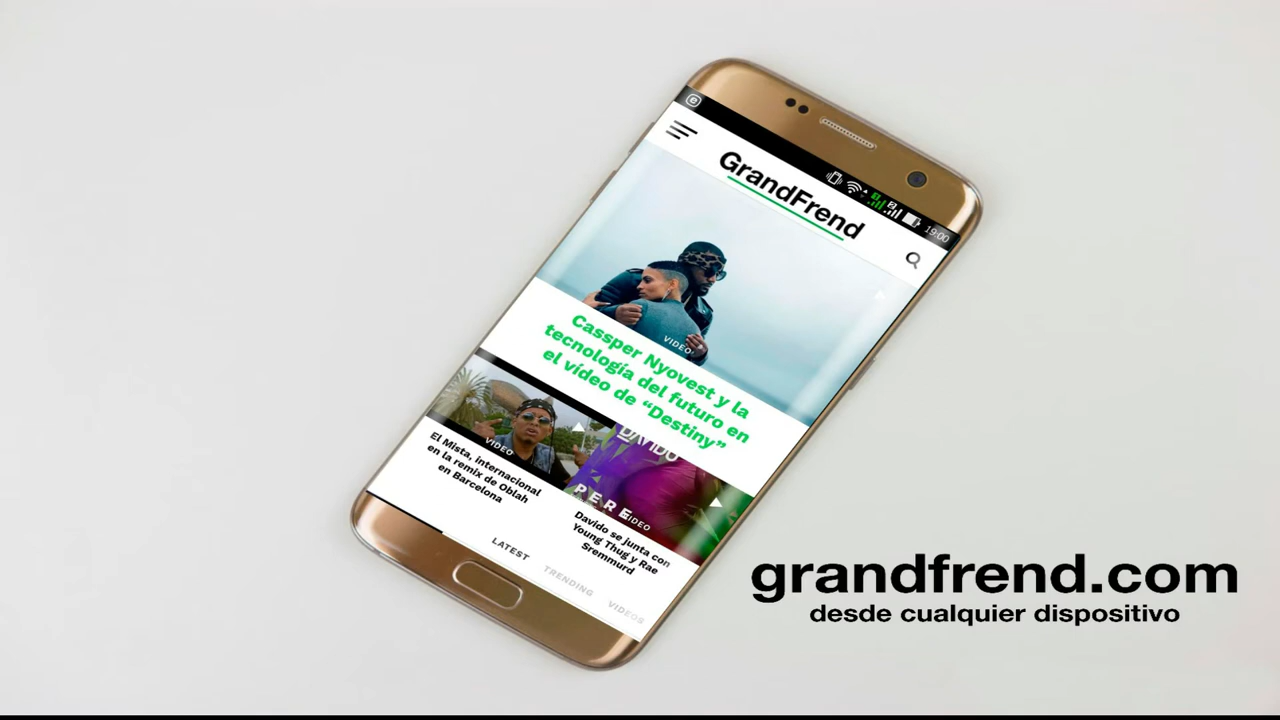 19:00
GrandFrend
VIDEO
Cassper Nyovest y la
tecnología del futuro en
el vídeo de “Destiny”
VIDEO
El Mista, internacional
en la remix de Oblah
en Barcelona
DAVIDO
PERE
VIDEO
Davido se junta con
Young Thug y Rae
Sremmurd
LATEST
TRENDING
VIDEOS
grandfrend.com
desde cualquier dispositivo